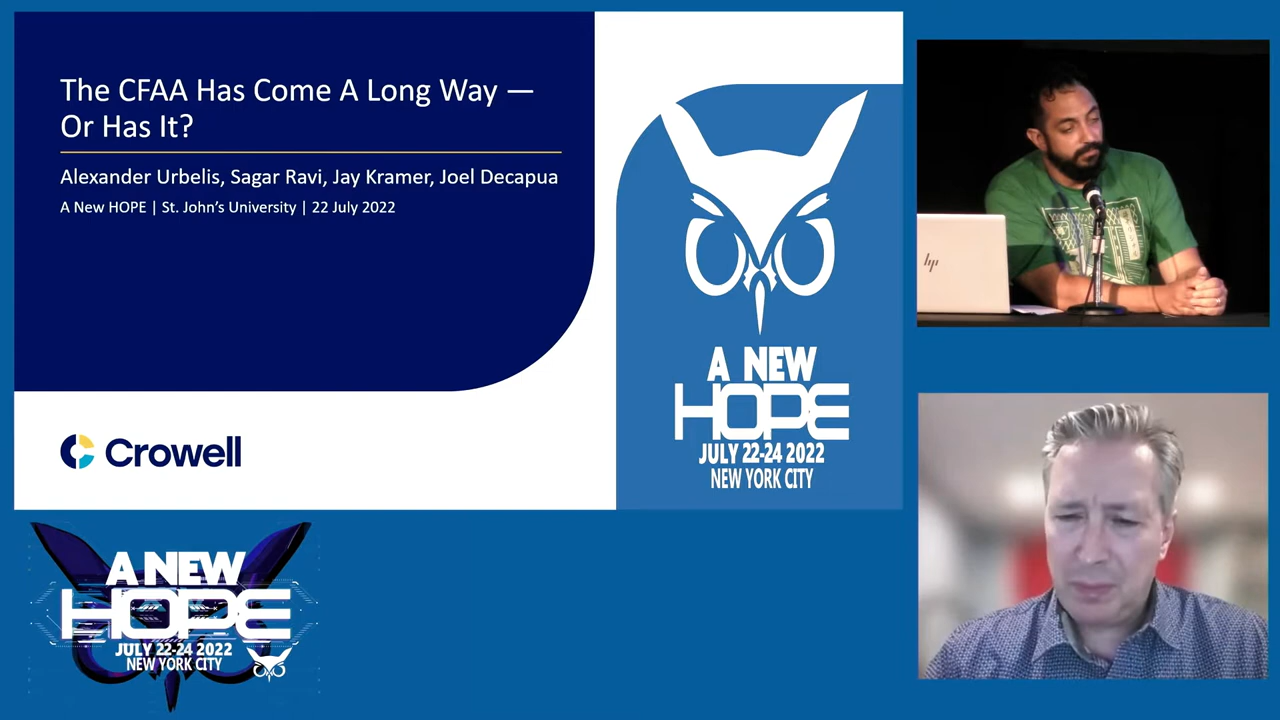 The CFAA Has Come A Long Way —
Or Has It?
Alexander Urbelis, Sagar Ravi, Jay Kramer, Joel Decapua
A New HOPE | St. John's University | 22 July 2022
Crowell
A NEW
HOPE
JULY 22-24 2022
NEW YORK CITY
hp
A NEW
HOPE
JULY 22-24 2022
NEW YORK CITY